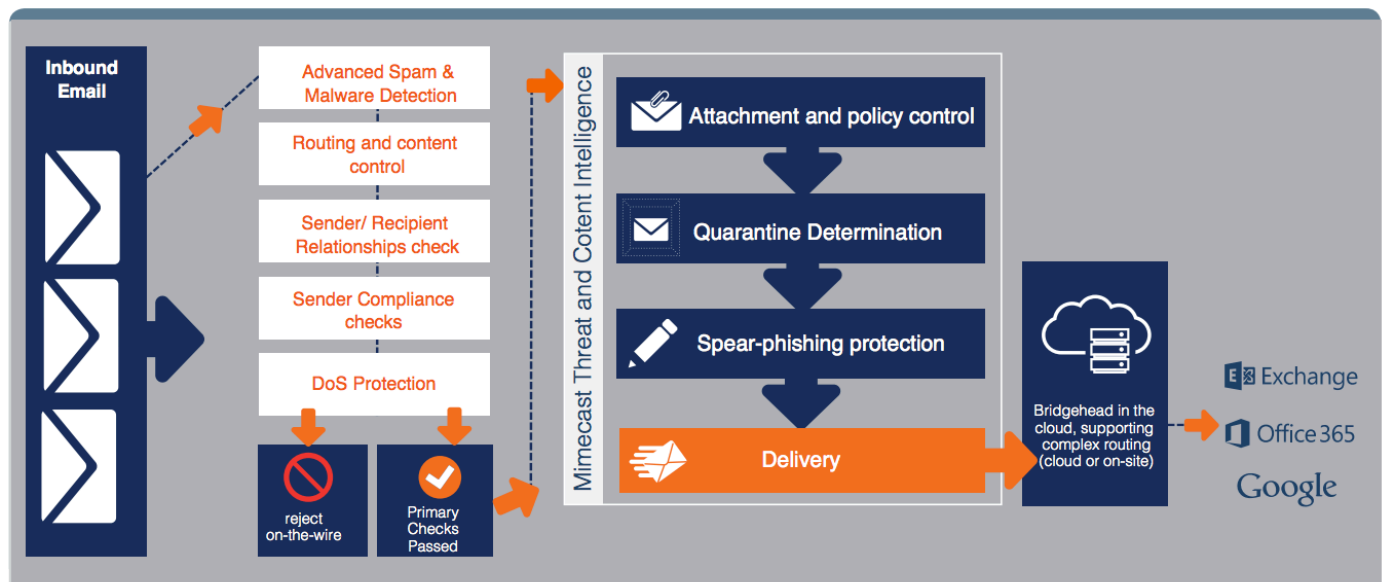 Inbound
Email
Advanced Spam &
Malware Detection
Routing and content
control
Sender/ Recipient
Relationships check
Sender Compliance
checks
DoS Protection
reject
on-the-wire
Primary
Checks
Passed
Mimecast Threat and Cotent Intelligence
Attachment and policy control
Quarantine Determination
Spear-phishing protection
Delivery
Bridgehead in the
cloud, supporting
complex routing
(cloud or on-site)
E Exchange
Office 365
Google